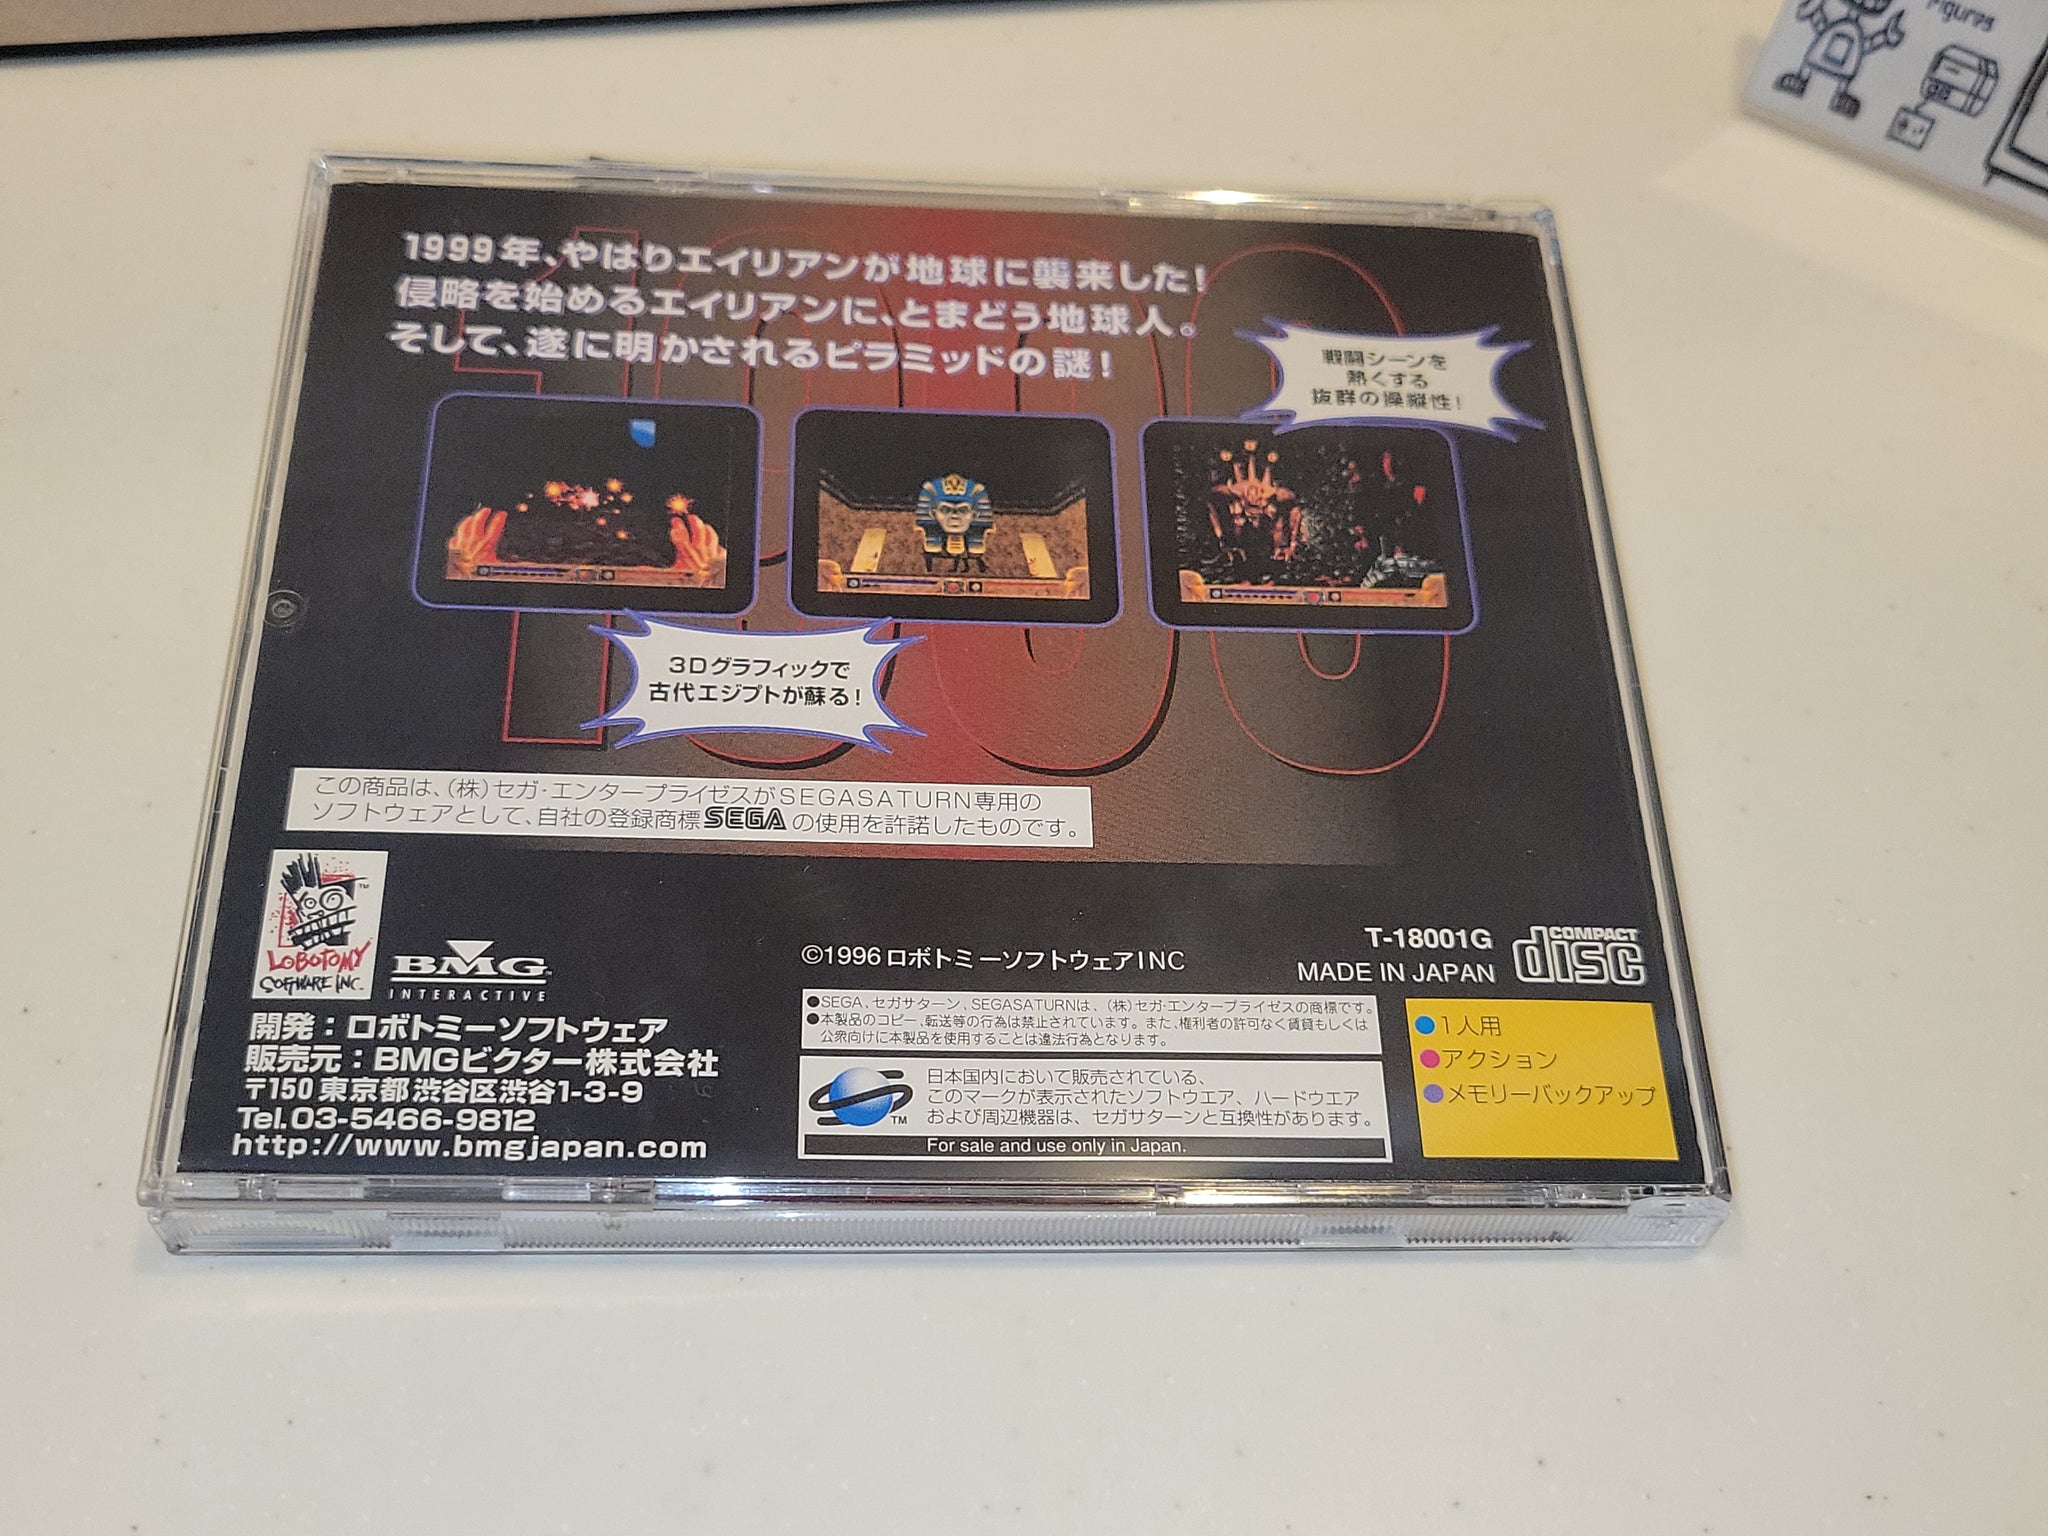 Figures
1999年、やはりエイリアンが地球に襲来した!
侵略を始めるエイリアンに、とまどう地球人。
そして、遂に明かされるピラミッドの謎!
戦闘シーンを
熱くする
抜群の操縦性!
3Dグラフィックで
古代エジプトが蘇る!
この商品は、(株)セガ・エンタープライゼスがSEGASATURN専用の
ソフトウェアとして、自社の登録商標SEGAの使用を許諾したものです。
LOBOTOMY
SOFTWARE INC.
TM
BMG
INTERACTIVE
©1996ロボトミーソフトウェアINC
T-18001G
MADE IN JAPAN
COMPACT
disc
開発：ロボトミーソフトウェア
販売元：BMGビクター株式会社
〒150 東京都渋谷区渋谷1-3-9
Tel.03-5466-9812
http://www.bmgjapan.com
●SEGA、セガサターン、SEGASATURNは、(株)セガ・エンタープライゼスの商標です。
●本製品のコピー、転送等の行為は禁止されています。また、権利者の許可なく賃貸もしくは
公衆向けに本製品を使用することは違法行為となります。
TM
日本国内において販売されている、
このマークが表示されたソフトウエア、ハードウエア
および周辺機器は、セガサターンと互換性があります。
For sale and use only in Japan.
●1人用
●アクション
●メモリーバックアップ